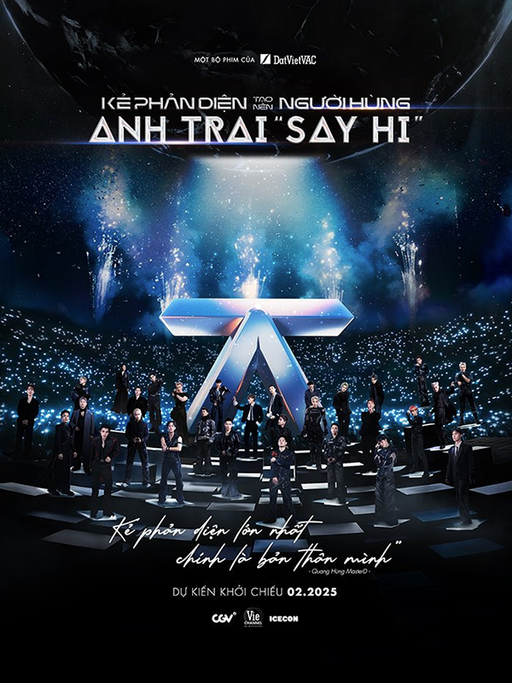 MỘT BỘ PHIM CỦA DatVietVAC
KẺ PHẢN DIỆN TẠO NÊN NGƯỜI HÙNG
ANH TRAI "SAY HI"
"Kẻ phản diện lớn nhất
chính là bản thân mình"
- Quang Hùng MasterD -
DỰ KIẾN KHỞI CHIẾU 02.2025
CGV Vie CHANNEL ICECON